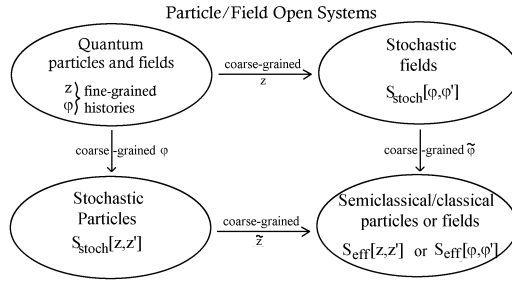 Particle/Field Open Systems
Quantum
particles and fields
z } fine-grained
φ } histories
coarse-grained
z
Stochastic
fields
S_stoch[φ,φ']
coarse-grained φ
coarse-grained φ̃
Stochastic
Particles
S_stoch[z,z']
coarse-grained
z̃
Semiclassical/classical
particles or fields
S_eff[z,z'] or S_eff[φ,φ']